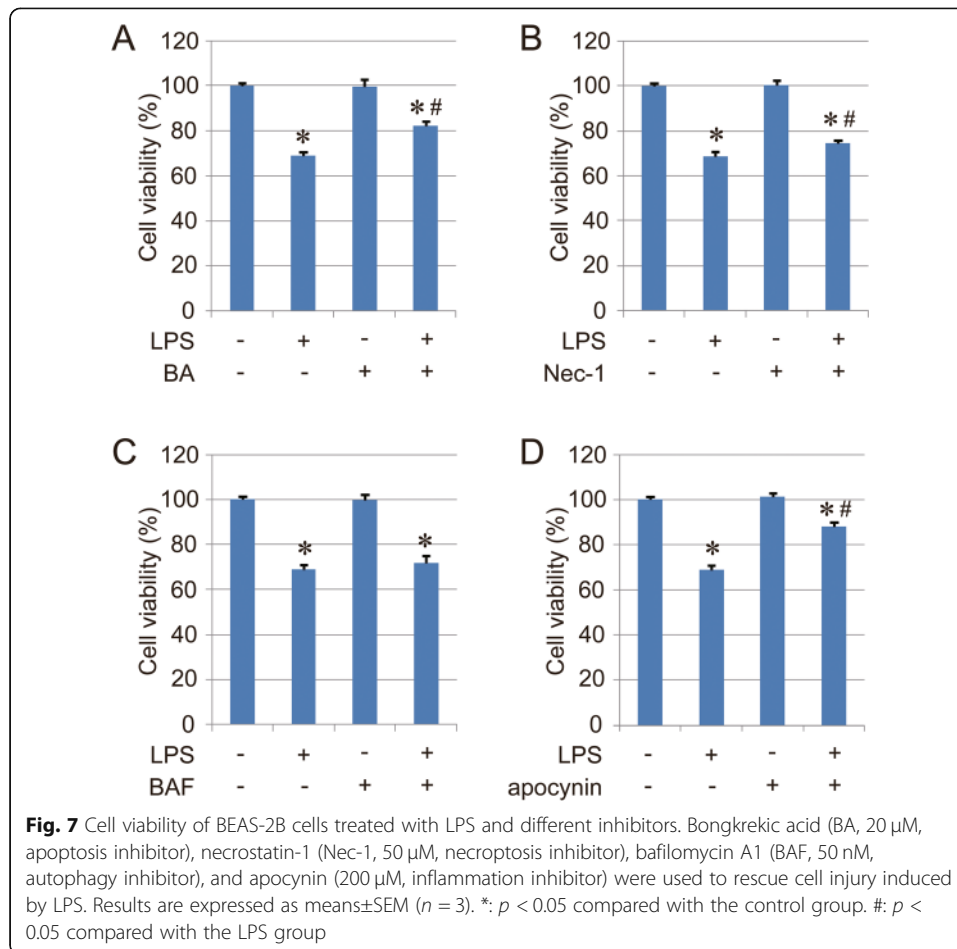 A
120
100
80
60
40
20
0
Cell viability (%)
*
* #
LPS - + - +
BA - - + +
B
120
100
80
60
40
20
0
Cell viability (%)
*
* #
LPS - + - +
Nec-1 - - + +
C
120
100
80
60
40
20
0
Cell viability (%)
*
*
LPS - + - +
BAF - - + +
D
120
100
80
60
40
20
0
Cell viability (%)
*
* #
LPS - + - +
apocynin - - + +
Fig. 7 Cell viability of BEAS-2B cells treated with LPS and different inhibitors. Bongkrekic acid (BA, 20 μM,
apoptosis inhibitor), necrostatin-1 (Nec-1, 50 μM, necroptosis inhibitor), bafilomycin A1 (BAF, 50 nM,
autophagy inhibitor), and apocynin (200 μM, inflammation inhibitor) were used to rescue cell injury induced
by LPS. Results are expressed as means±SEM (n = 3). *: p < 0.05 compared with the control group. #: p <
0.05 compared with the LPS group